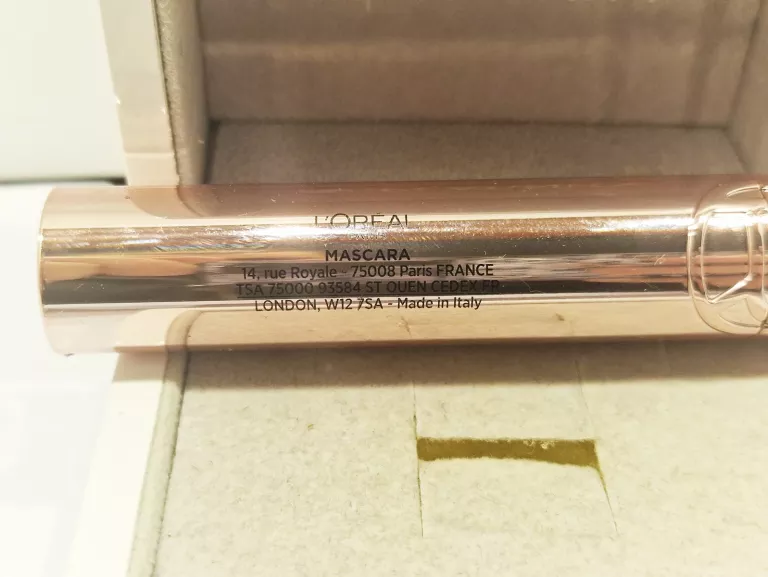 L'ORÉAL
MASCARA
14, rue Royale - 75008 Paris FRANCE
TSA 75000 93584 ST OUEN CEDEX FR
LONDON, W12 7SA - Made in Italy